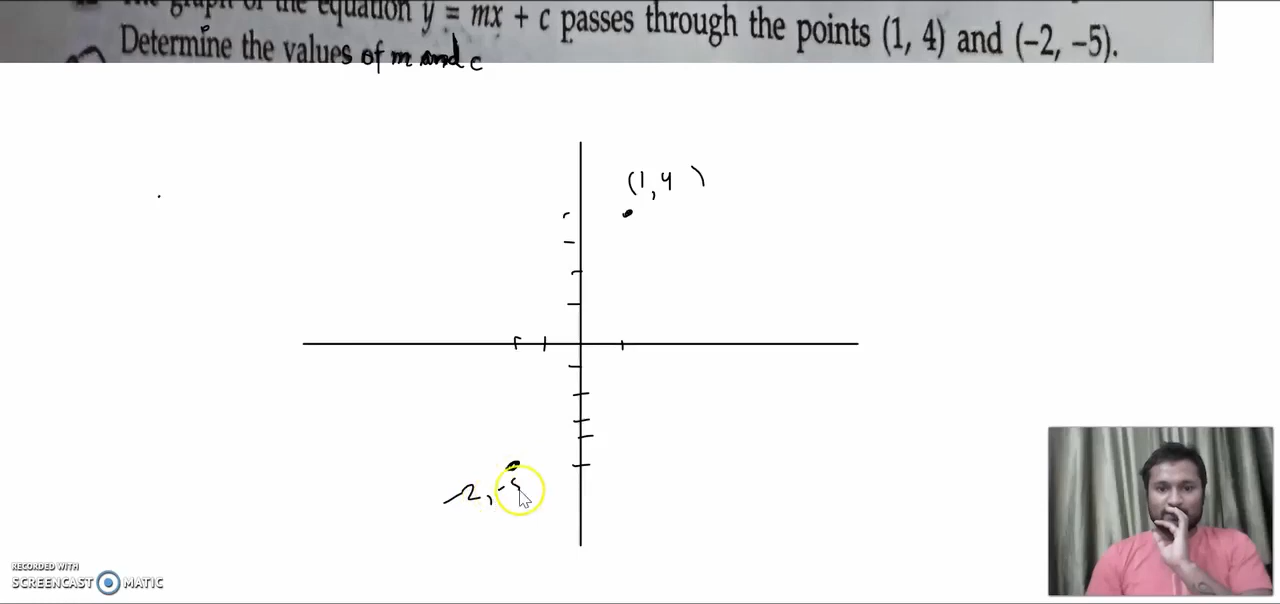 The graph of the equation y = mx + c passes through the points (1, 4) and (−2, −5).
Determine the values of m and c
(1, 4 )
-2, -5
RECORDED WITH
SCREENCAST MATIC